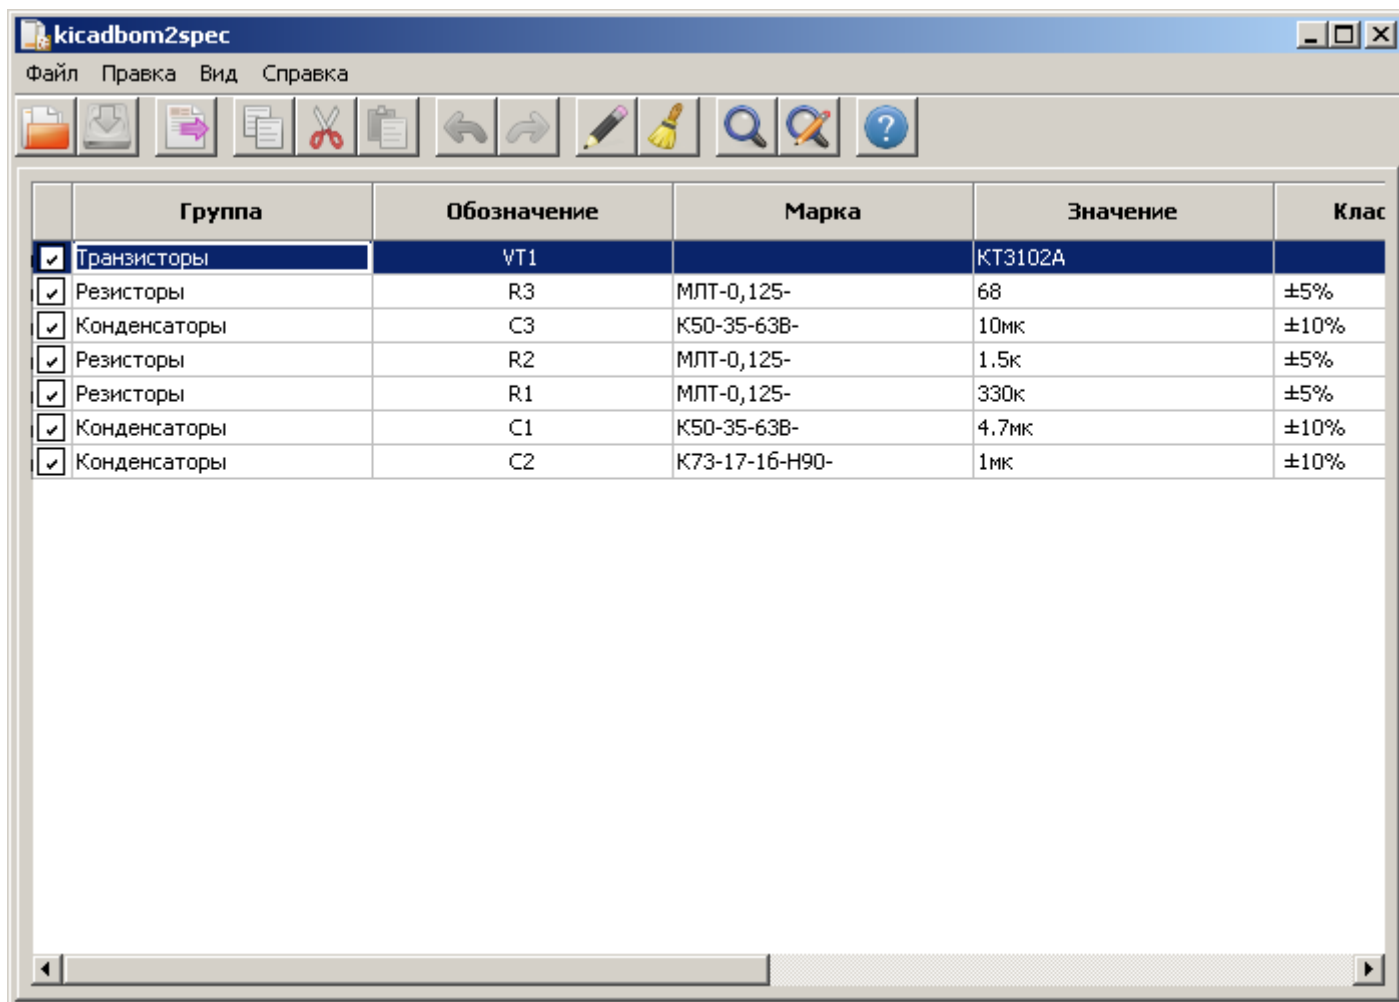 kicadbom2spec
Файл Правка Вид Справка
Группа Обозначение Марка Значение Клас
Транзисторы VT1 КТ3102А
Резисторы R3 МЛТ-0,125- 68 ±5%
Конденсаторы C3 К50-35-63В- 10мк ±10%
Резисторы R2 МЛТ-0,125- 1.5к ±5%
Резисторы R1 МЛТ-0,125- 330к ±5%
Конденсаторы C1 К50-35-63В- 4.7мк ±10%
Конденсаторы C2 К73-17-1б-Н90- 1мк ±10%